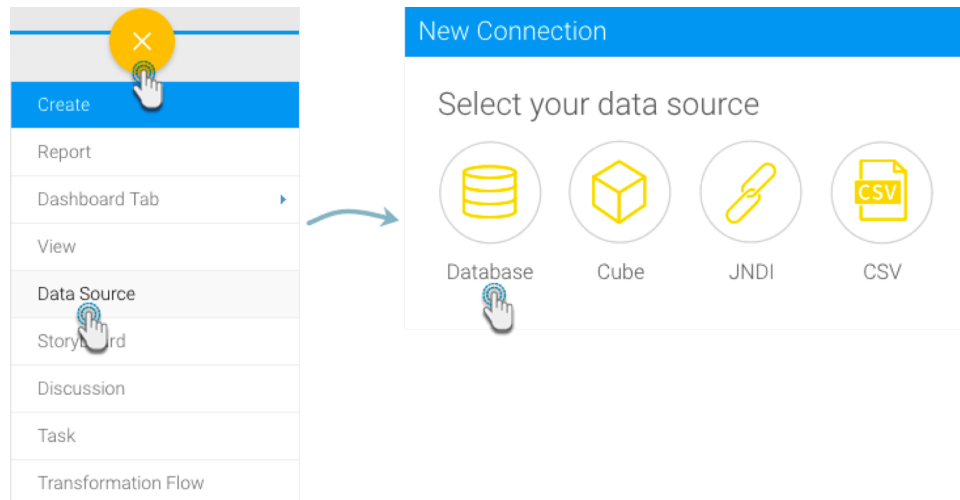 Create
Report
Dashboard Tab
View
Data Source
Discussion
Task
Transformation Flow
New Connection
Select your data source
CSV
Database
Cube
JNDI
CSV